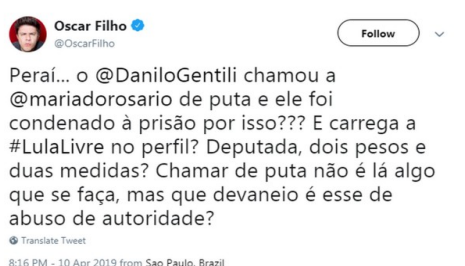 Oscar Filho
@OscarFilho
Follow
Peraí... o @DaniloGentili chamou a
@mariadorosario de puta e ele foi
condenado à prisão por isso??? E carrega a
#LulaLivre no perfil? Deputada, dois pesos e
duas medidas? Chamar de puta não é lá algo
que se faça, mas que devaneio é esse de
abuso de autoridade?
Translate Tweet
8:16 PM - 10 Apr 2019 from Sao Paulo, Brazil